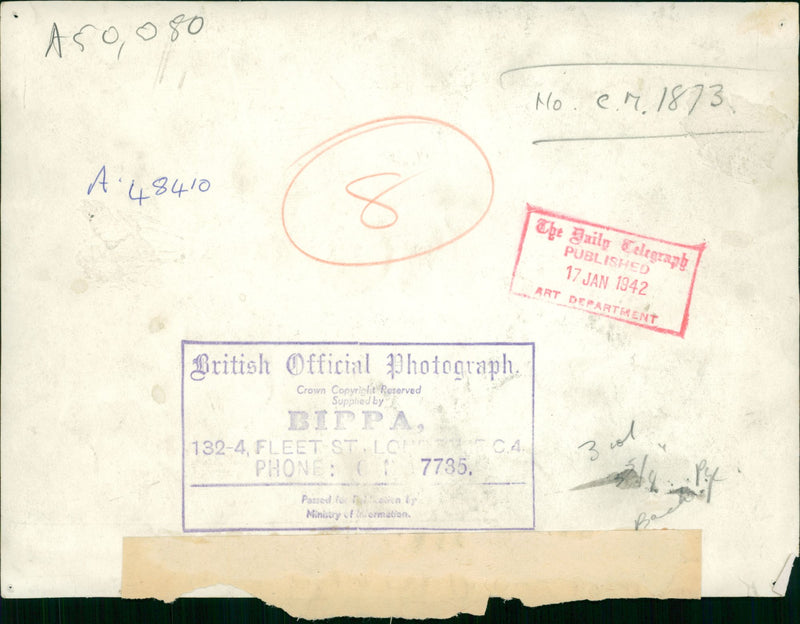 A50,080
No. C.M. 1873
A. 48410
8
The Daily Telegraph
PUBLISHED
17 JAN 1942
ART DEPARTMENT
British Official Photograph.
Crown Copyright Reserved
Supplied by
BIPPA,
132-4, FLEET ST. LONDON E.C.4.
PHONE: 7735.
Passed for Publication by
Ministry of Information.
3 col
Back